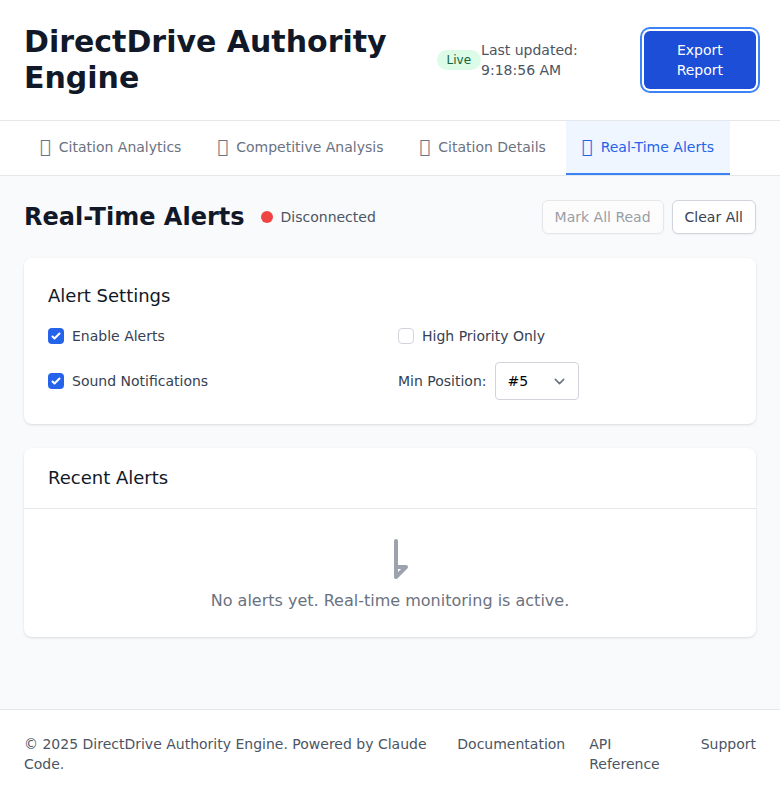 DirectDrive Authority
Engine
Live
Last updated:
9:18:56 AM
Export
Report
Citation Analytics
Competitive Analysis
Citation Details
Real-Time Alerts
Real-Time Alerts
Disconnected
Mark All Read
Clear All
Alert Settings
Enable Alerts
High Priority Only
Sound Notifications
Min Position:
#5
Recent Alerts
No alerts yet. Real-time monitoring is active.
© 2025 DirectDrive Authority Engine. Powered by Claude
Code.
Documentation
API
Reference
Support